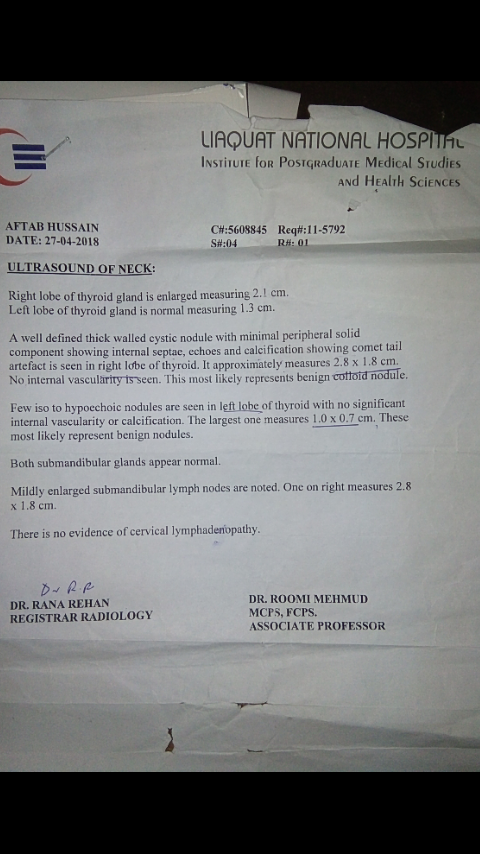 LIAQUAT NATIONAL HOSPITAL
INSTITUTE FOR POSTGRADUATE MEDICAL STUDIES
AND HEALTH SCIENCES
AFTAB HUSSAIN C#:5608845 Req#:11-5792
DATE: 27-04-2018 S#:04 R#: 01
ULTRASOUND OF NECK:
Right lobe of thyroid gland is enlarged measuring 2.1 cm.
Left lobe of thyroid gland is normal measuring 1.3 cm.
A well defined thick walled cystic nodule with minimal peripheral solid
component showing internal septae, echoes and calcification showing comet tail
artefact is seen in right lobe of thyroid. It approximately measures 2.8 x 1.8 cm.
No internal vascularity is seen. This most likely represents benign colloid nodule.
Few iso to hypoechoic nodules are seen in left lobe of thyroid with no significant
internal vascularity or calcification. The largest one measures 1.0 x 0.7 cm. These
most likely represent benign nodules.
Both submandibular glands appear normal.
Mildly enlarged submandibular lymph nodes are noted. One on right measures 2.8
x 1.8 cm.
There is no evidence of cervical lymphadenopathy.
DR. RANA REHAN DR. ROOMI MEHMUD
REGISTRAR RADIOLOGY MCPS, FCPS.
ASSOCIATE PROFESSOR